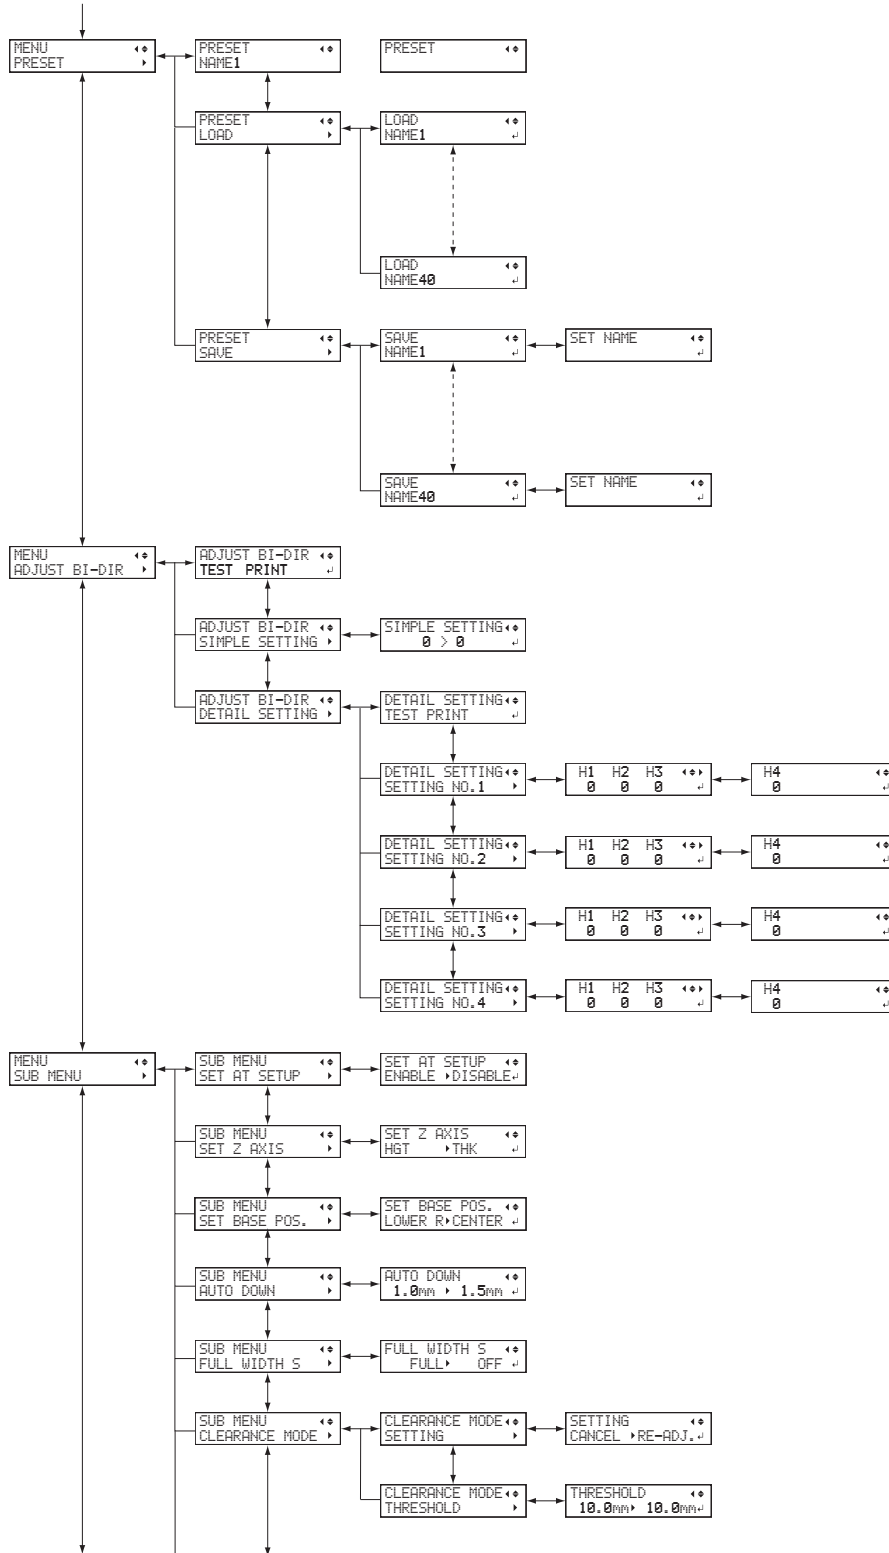 MENU
PRESET
PRESET
NAME1
PRESET
PRESET
LOAD
LOAD
NAME1
LOAD
NAME40
PRESET
SAVE
SAVE
NAME1
SET NAME
SAVE
NAME40
SET NAME
MENU
ADJUST BI-DIR
ADJUST BI-DIR
TEST PRINT
ADJUST BI-DIR
SIMPLE SETTING
SIMPLE SETTING
0 > 0
ADJUST BI-DIR
DETAIL SETTING
DETAIL SETTING
TEST PRINT
DETAIL SETTING
SETTING NO.1
H1 H2 H3
0 0 0
H4
0
DETAIL SETTING
SETTING NO.2
H1 H2 H3
0 0 0
H4
0
DETAIL SETTING
SETTING NO.3
H1 H2 H3
0 0 0
H4
0
DETAIL SETTING
SETTING NO.4
H1 H2 H3
0 0 0
H4
0
MENU
SUB MENU
SUB MENU
SET AT SETUP
SET AT SETUP
ENABLE DISABLE
SUB MENU
SET Z AXIS
SET Z AXIS
HGT THK
SUB MENU
SET BASE POS.
SET BASE POS.
LOWER R CENTER
SUB MENU
AUTO DOWN
AUTO DOWN
1.0mm 1.5mm
SUB MENU
FULL WIDTH S
FULL WIDTH S
FULL OFF
SUB MENU
CLEARANCE MODE
CLEARANCE MODE
SETTING
SETTING
CANCEL RE-ADJ.
CLEARANCE MODE
THRESHOLD
THRESHOLD
10.0mm 10.0mm